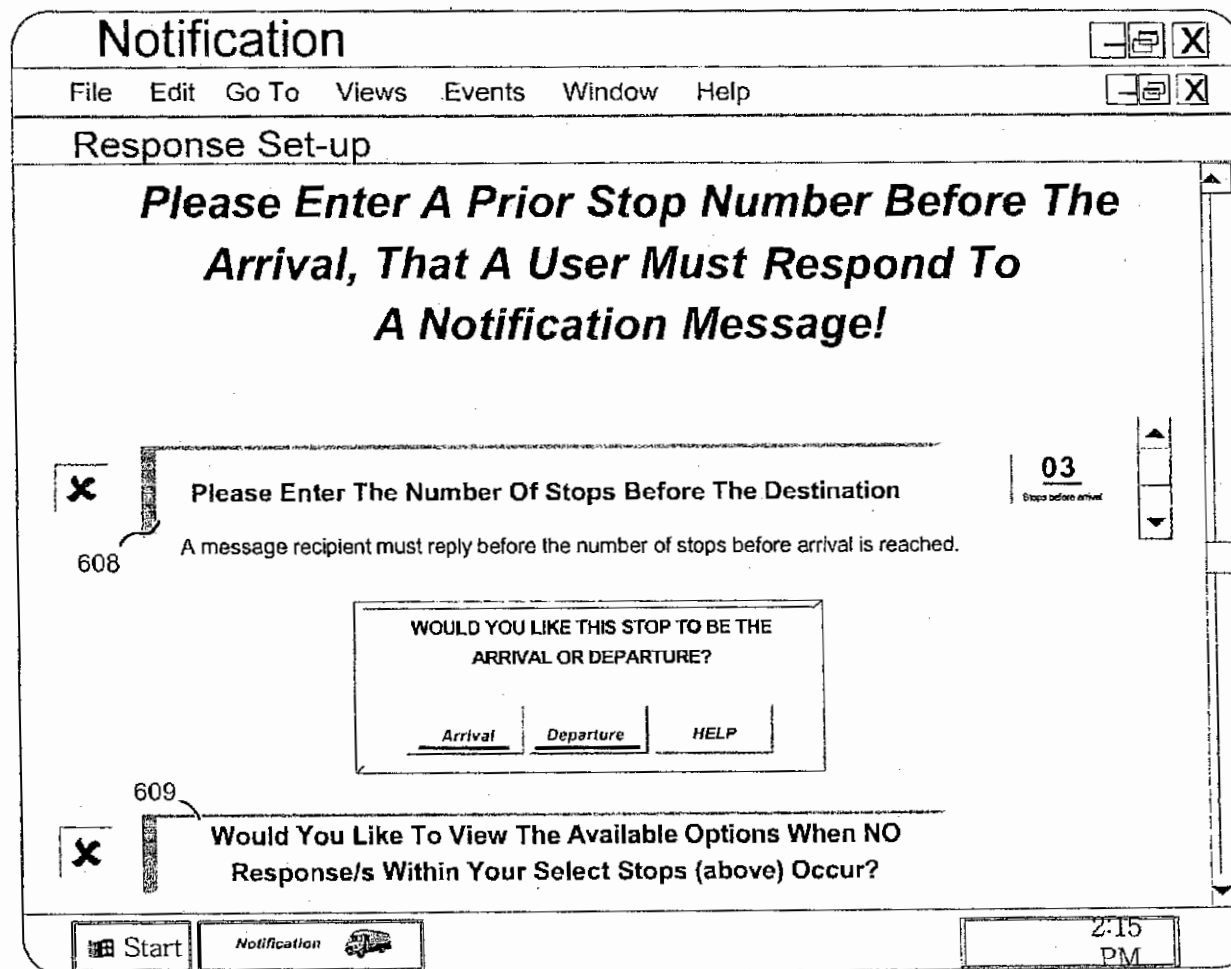 Notification
X
File Edit Go To Views Events Window Help
X
Response Set-up
Please Enter A Prior Stop Number Before The
Arrival, That A User Must Respond To
A Notification Message!
X
Please Enter The Number Of Stops Before The Destination
03
Stops before arrival
608
A message recipient must reply before the number of stops before arrival is reached.
WOULD YOU LIKE THIS STOP TO BE THE
ARRIVAL OR DEPARTURE?
Arrival Departure HELP
609
X
Would You Like To View The Available Options When NO
Response/s Within Your Select Stops (above) Occur?
Start
Notification
2:15
PM